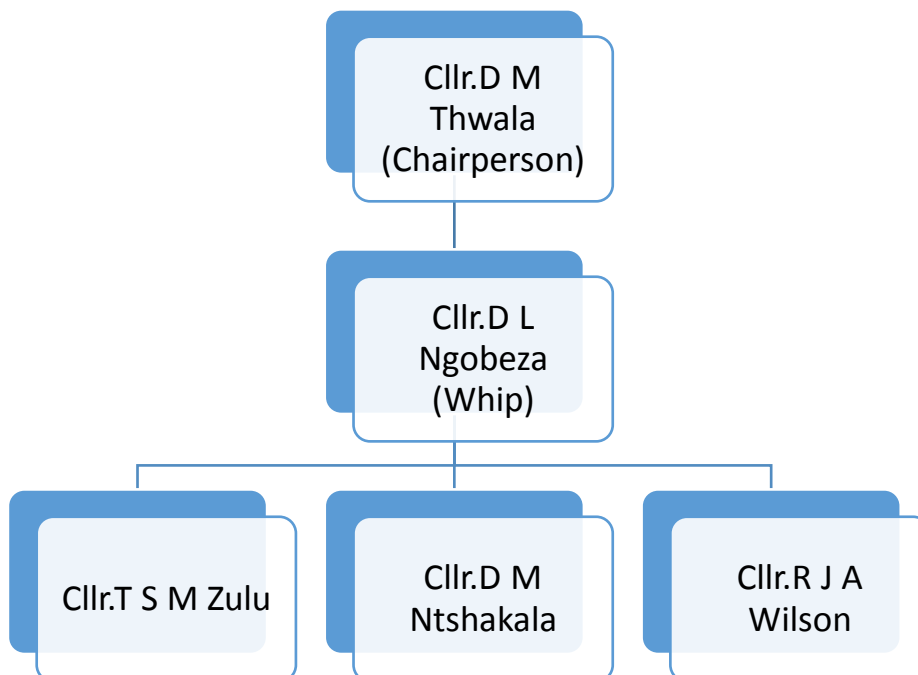 Cllr.D M
Thwala
(Chairperson)
Cllr.D L
Ngobeza
(Whip)
Cllr.T S M Zulu
Cllr.D M
Ntshakala
Cllr.R J A
Wilson